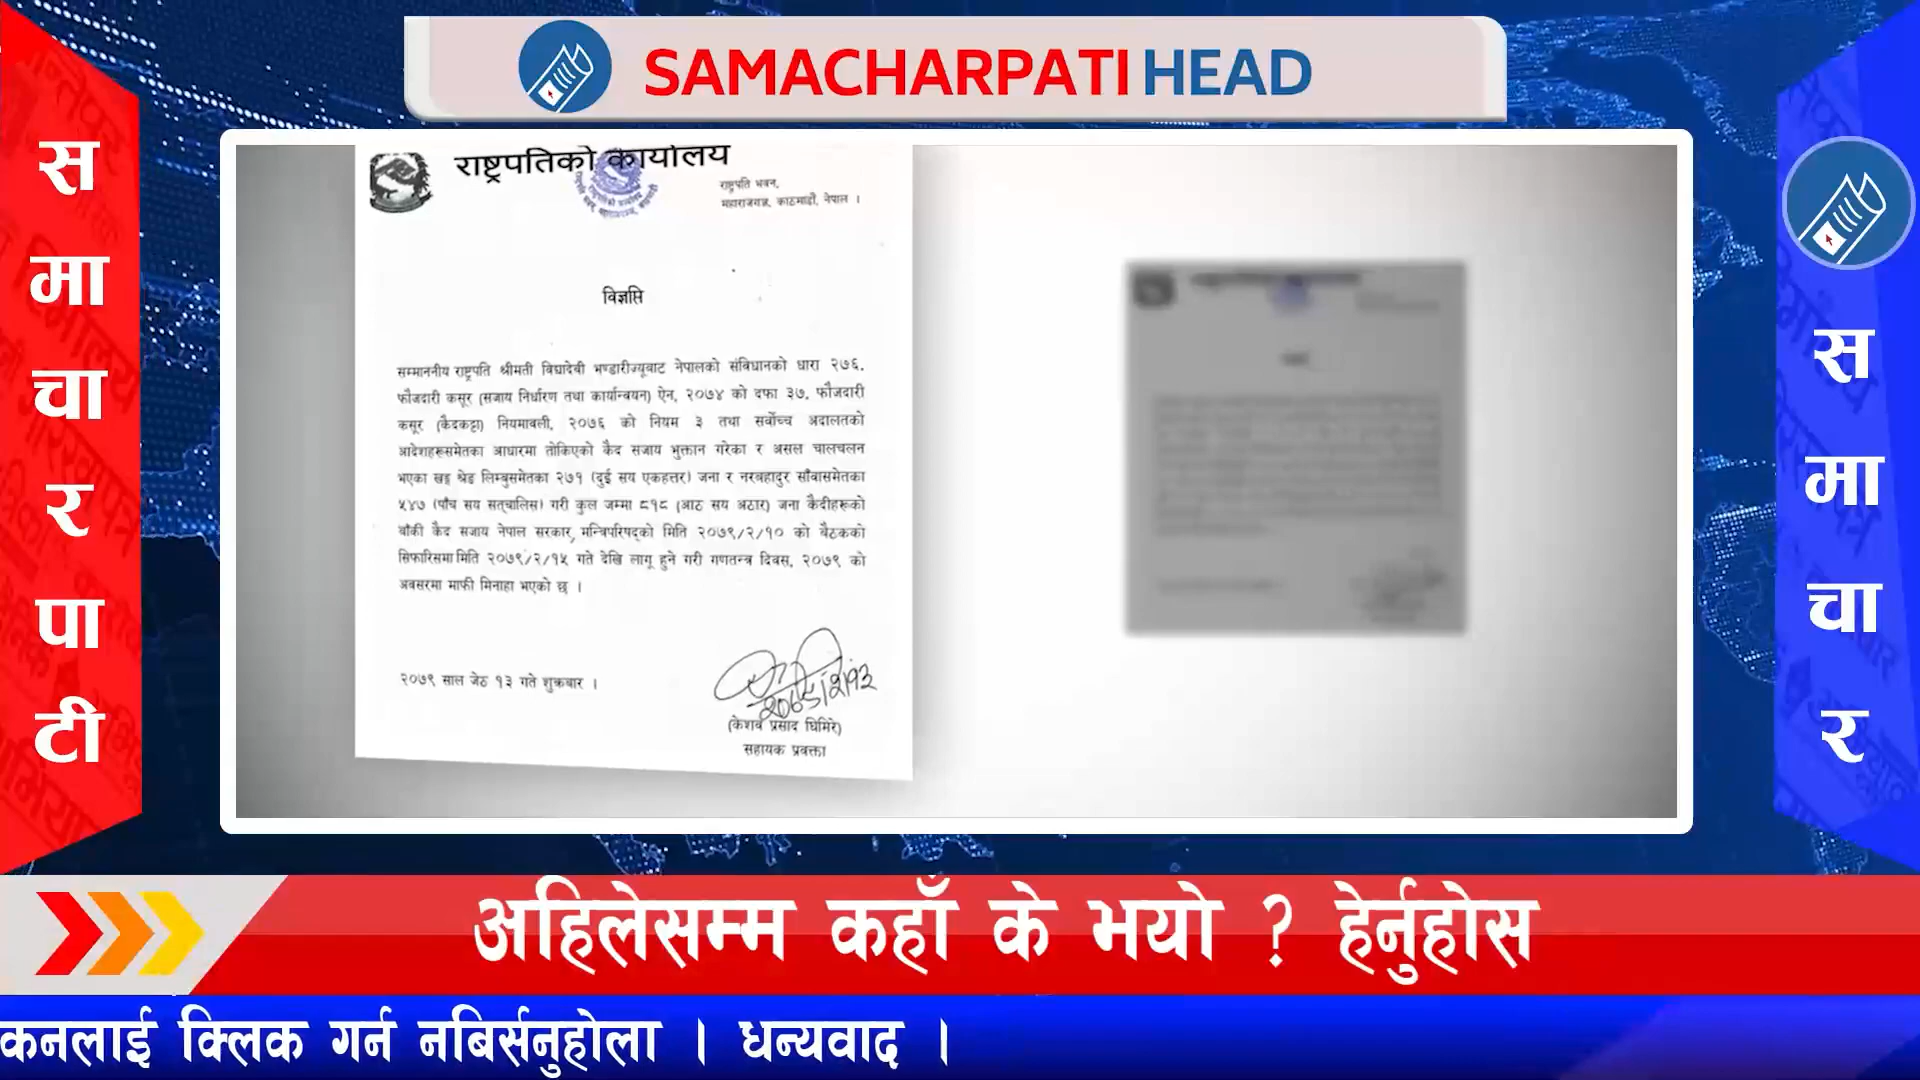 SAMACHARPATI HEAD
समाचारपाटी
राष्ट्रपतिको कार्यालय
राष्ट्रपति भवन,
महाराजगञ्ज, काठमाडौं, नेपाल ।
विज्ञप्ति
सम्माननीय राष्ट्रपति श्रीमती विद्यादेवी भण्डारीज्यूबाट नेपालको संविधानको धारा २७६,
फौजदारी कसूर (सजाय निर्धारण तथा कार्यान्वयन) ऐन, २०७४ को दफा ३७, फौजदारी
कसूर (कैदकट्टा) नियमावली, २०७६ को नियम ३ तथा सर्वोच्च अदालतको
आदेशहरूसमेतका आधारमा तोकिएको कैद सजाय भुक्तान गरेका र असल चालचलन
भएका खड्ग श्रेष्ठ लिम्बुसमेतका २७१ (दुई सय एकहत्तर) जना र नरबहादुर साँवासमेतका
५४७ (पाँच सय सत्चालिस) गरी कुल जम्मा ८१८ (आठ सय अठार) जना कैदीहरूको
बाँकी कैद सजाय नेपाल सरकार, मन्त्रिपरिषद्को मिति २०७९/२/१० को बैठकको
सिफारिसमा मिति २०७९/२/१५ गते देखि लागू हुने गरी गणतन्त्र दिवस, २०७९ को
अवसरमा माफी मिनाहा भएको छ ।
२०७९ साल जेठ १३ गते शुक्रबार ।
(केशव प्रसाद घिमिरे)
सहायक प्रवक्ता
समाचार
अहिलेसम्म कहाँ के भयो ? हेर्नुहोस
कनलाई क्लिक गर्न नबिर्सनुहोला । धन्यवाद ।